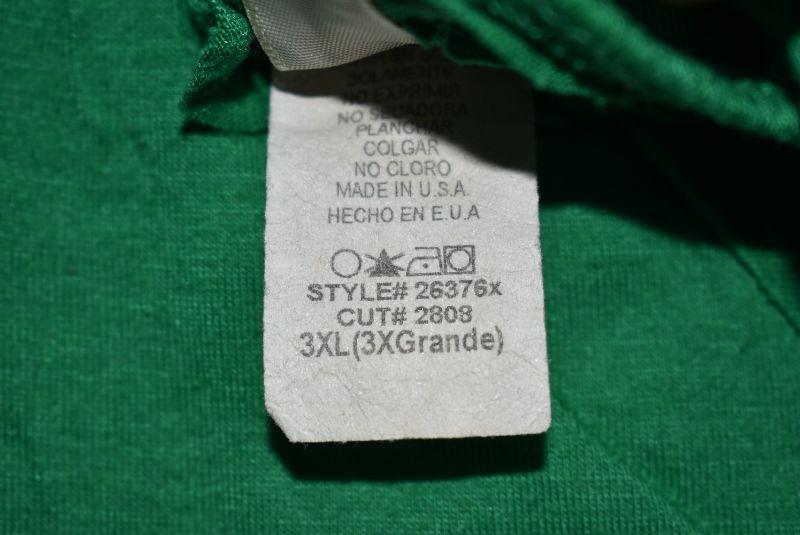 SOLAMENTE
NO EXPRIMIR
NO SECADORA
PLANCHAR
COLGAR
NO CLORO
MADE IN U.S.A.
HECHO EN E.U.A
STYLE# 26376x
CUT# 2808
3XL(3XGrande)